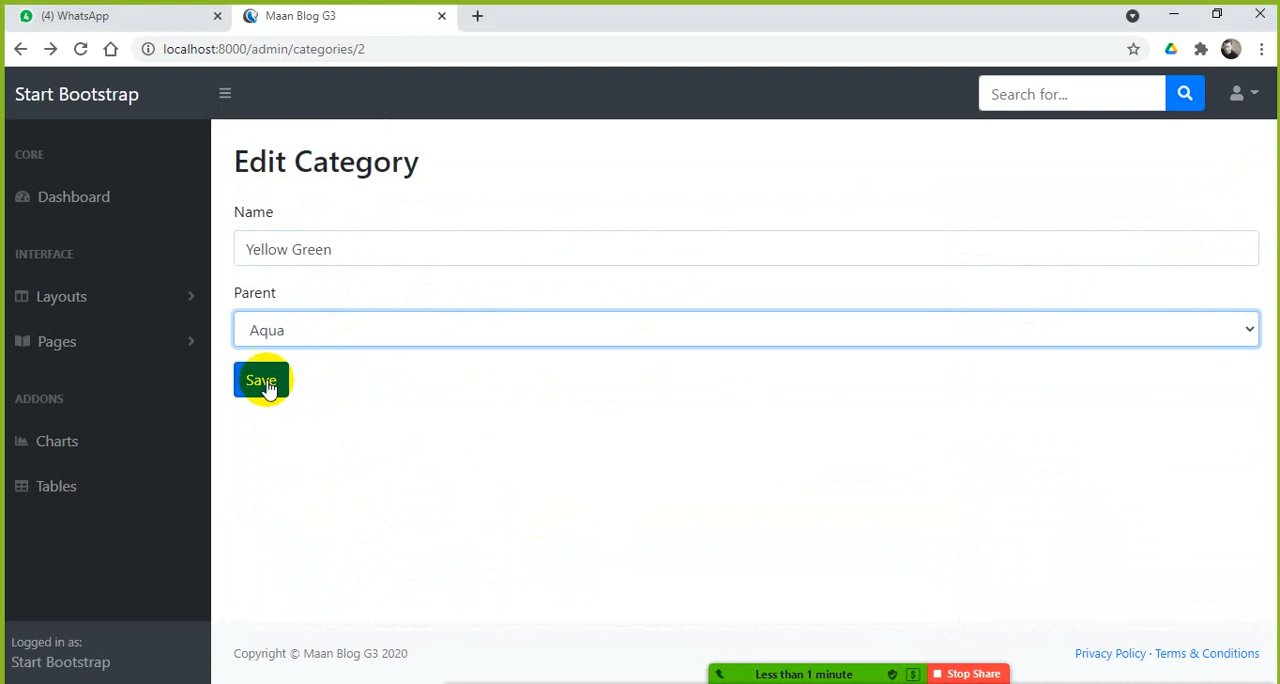 4
(4) WhatsApp
Maan Blog G3
localhost:8000/admin/categories/2
Start Bootstrap
Search for...
CORE
Dashboard
INTERFACE
Layouts
Pages
ADDONS
Charts
Tables
Logged in as:
Start Bootstrap
Edit Category
Name
Yellow Green
Parent
Aqua
Save
Copyright © Maan Blog G3 2020
Privacy Policy · Terms & Conditions
Less than 1 minute
$
Stop Share